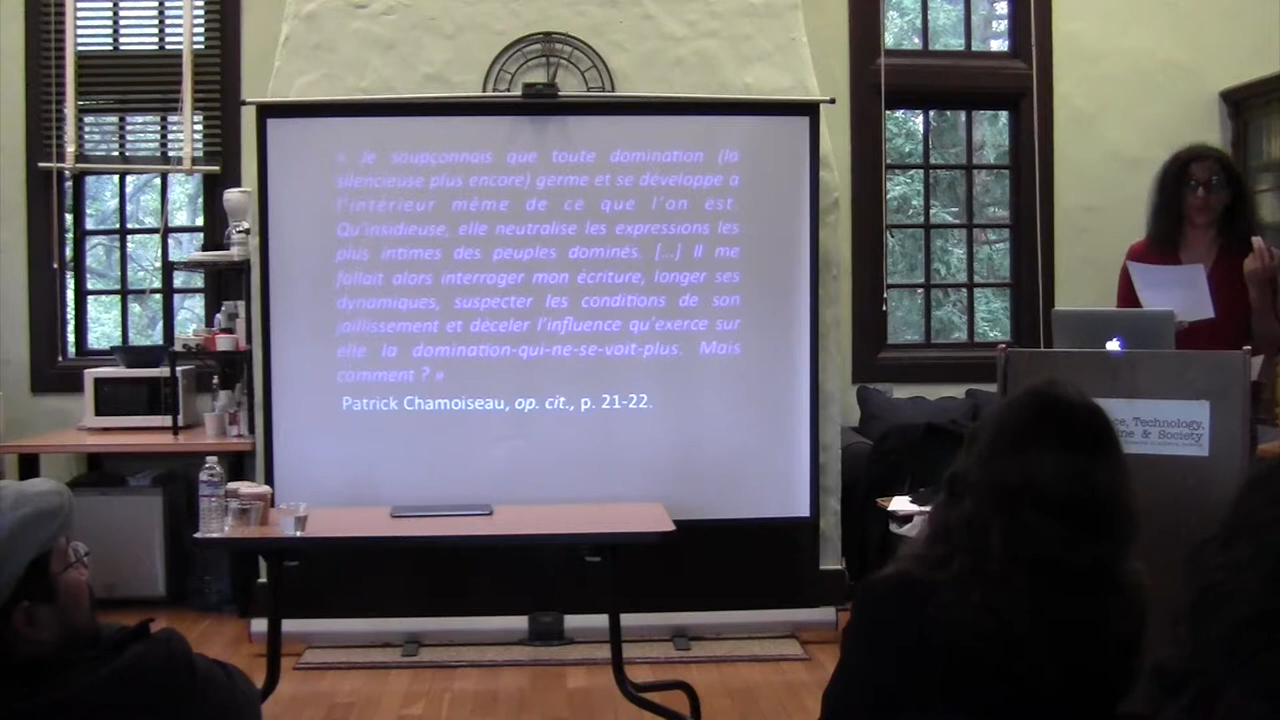 « Je soupçonnais que toute domination (la
silencieuse plus encore) germe et se développe a
l'intérieur même de ce que l'on est.
Qu'insidieuse, elle neutralise les expressions les
plus intimes des peuples dominés. […] Il me
fallait alors interroger mon écriture, longer ses
dynamiques, suspecter les conditions de son
jaillissement et déceler l'influence qu'exerce sur
elle la domination-qui-ne-se-voit-plus. Mais
comment ? »
Patrick Chamoiseau, op. cit., p. 21-22.
ce, Technology,
ne & Society